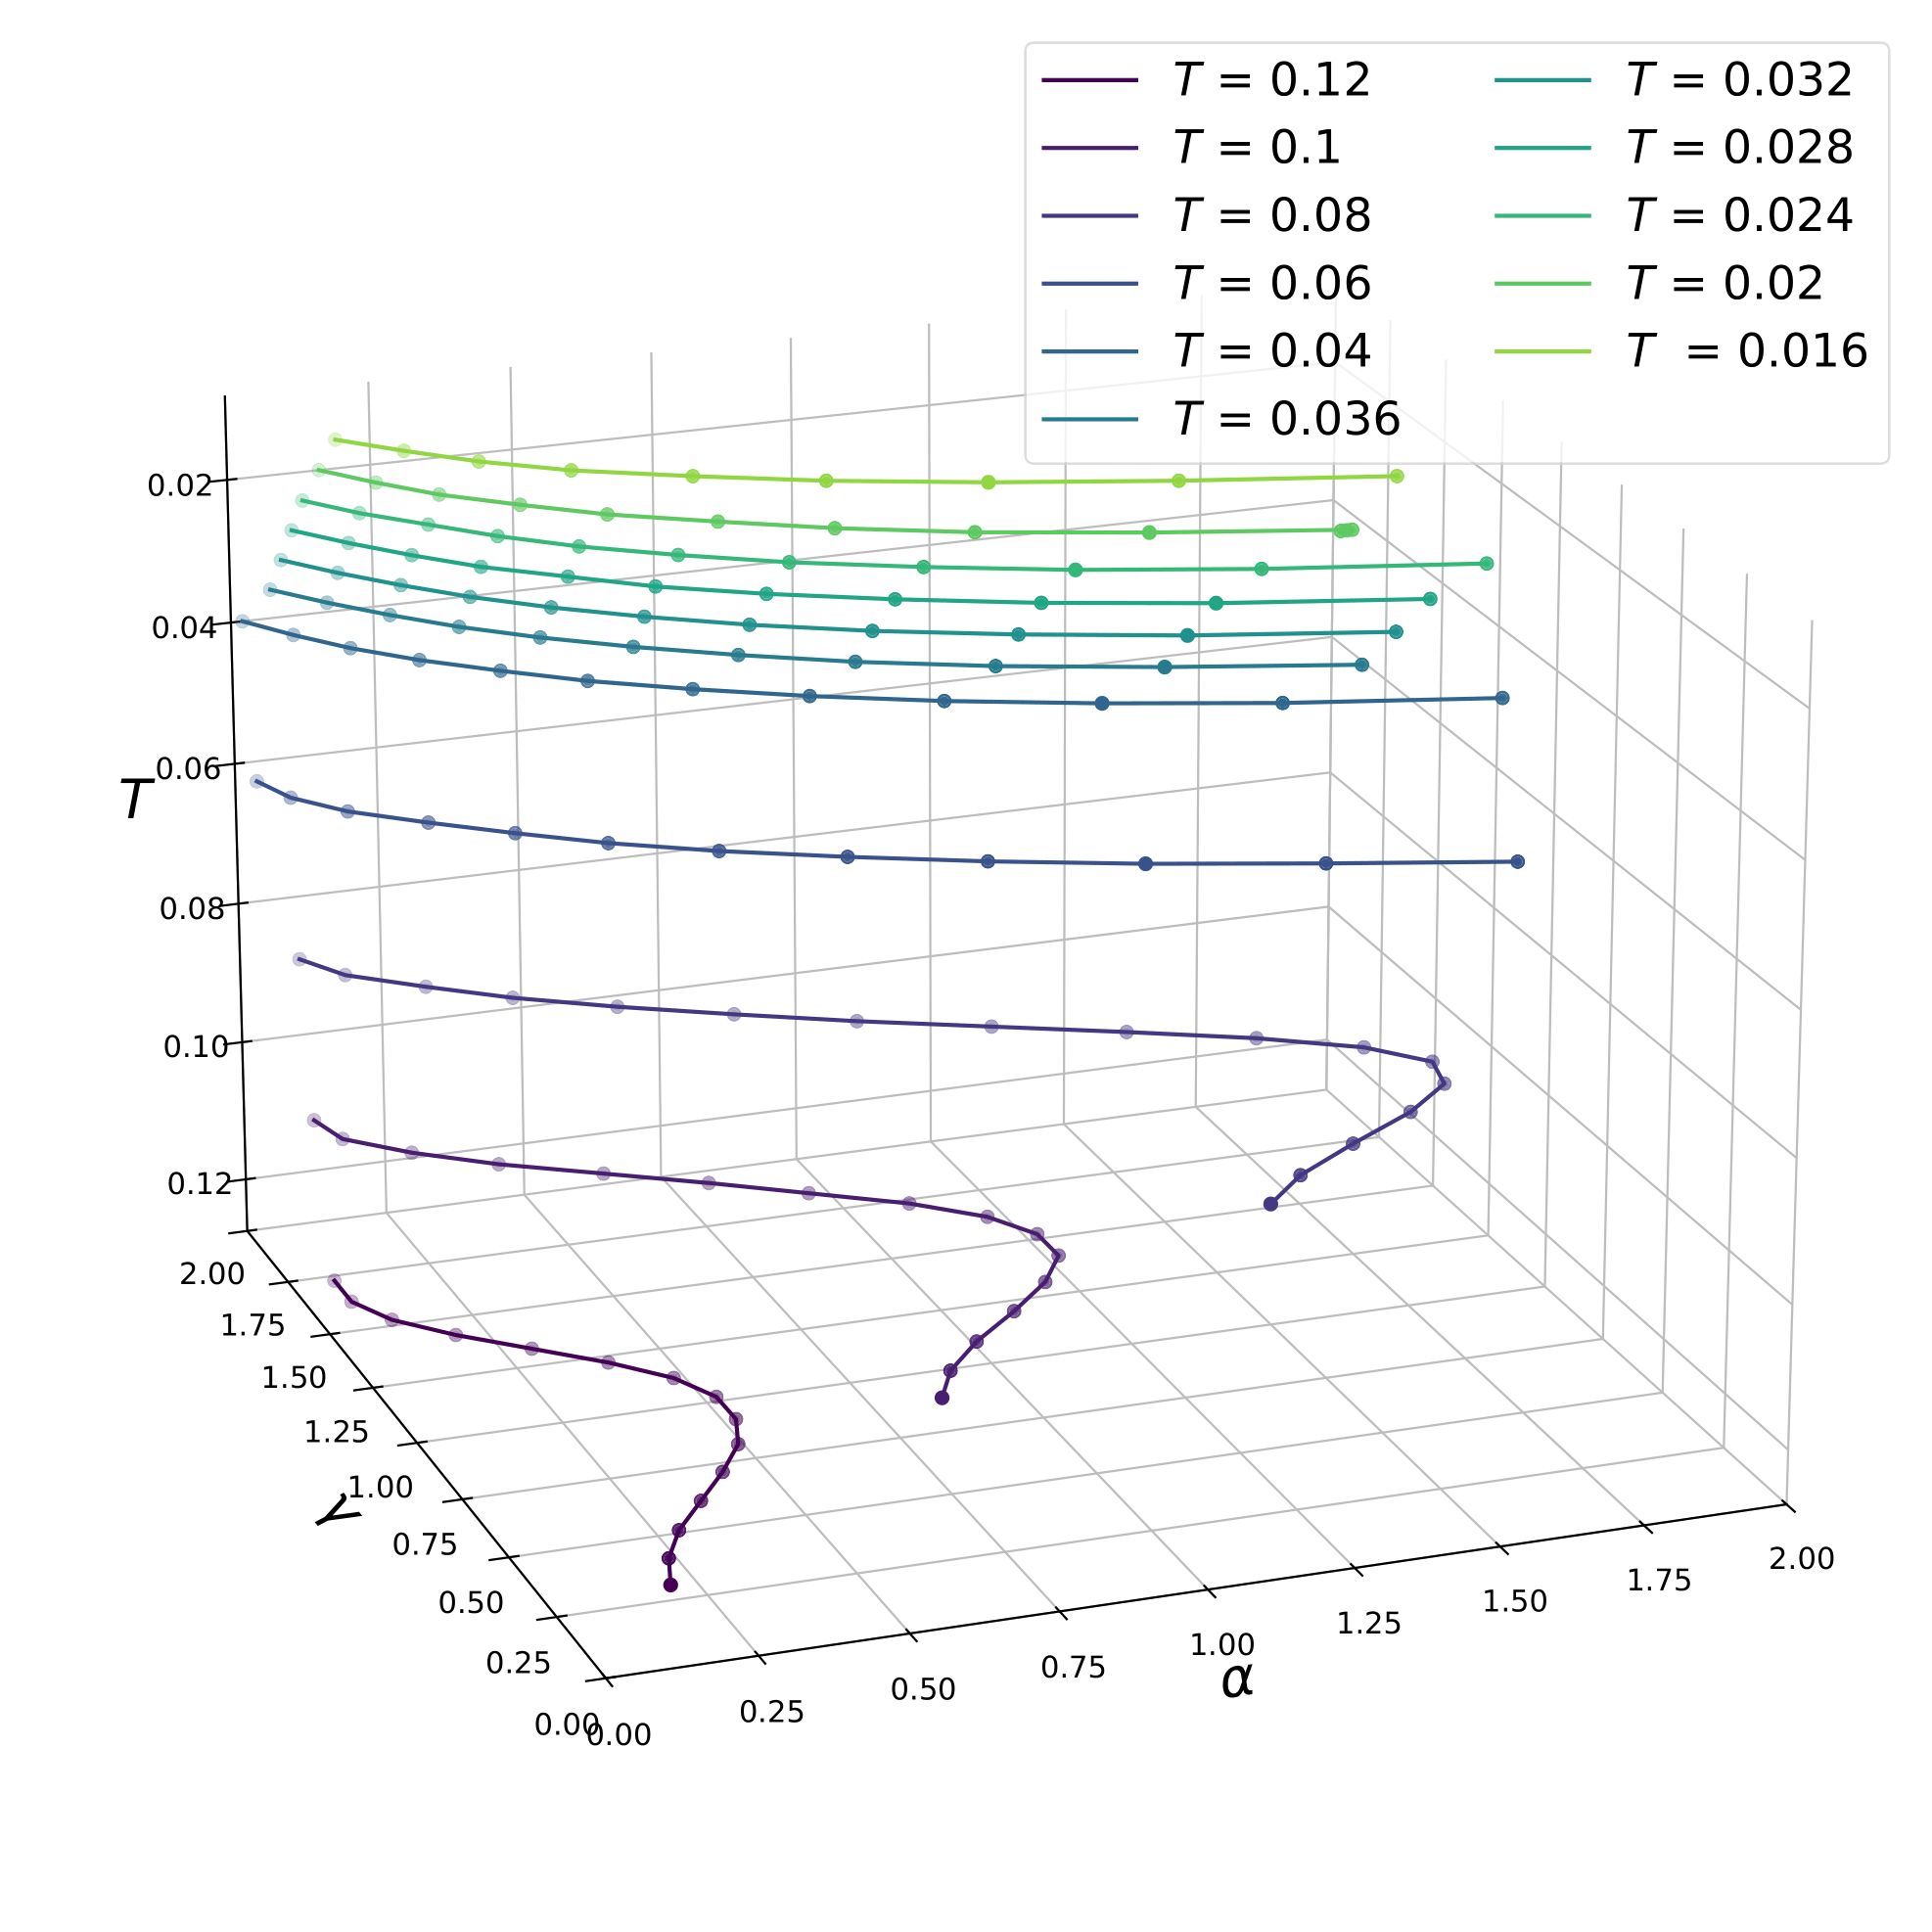 T = 0.12
T = 0.1
T = 0.08
T = 0.06
T = 0.04
T = 0.036
T = 0.032
T = 0.028
T = 0.024
T = 0.02
T = 0.016
0.02
0.04
0.06
0.08
0.10
0.12
T
2.00
1.75
1.50
1.25
1.00
0.75
0.50
0.25
0.00
γ
0.00
0.25
0.50
0.75
1.00
1.25
1.50
1.75
2.00
α